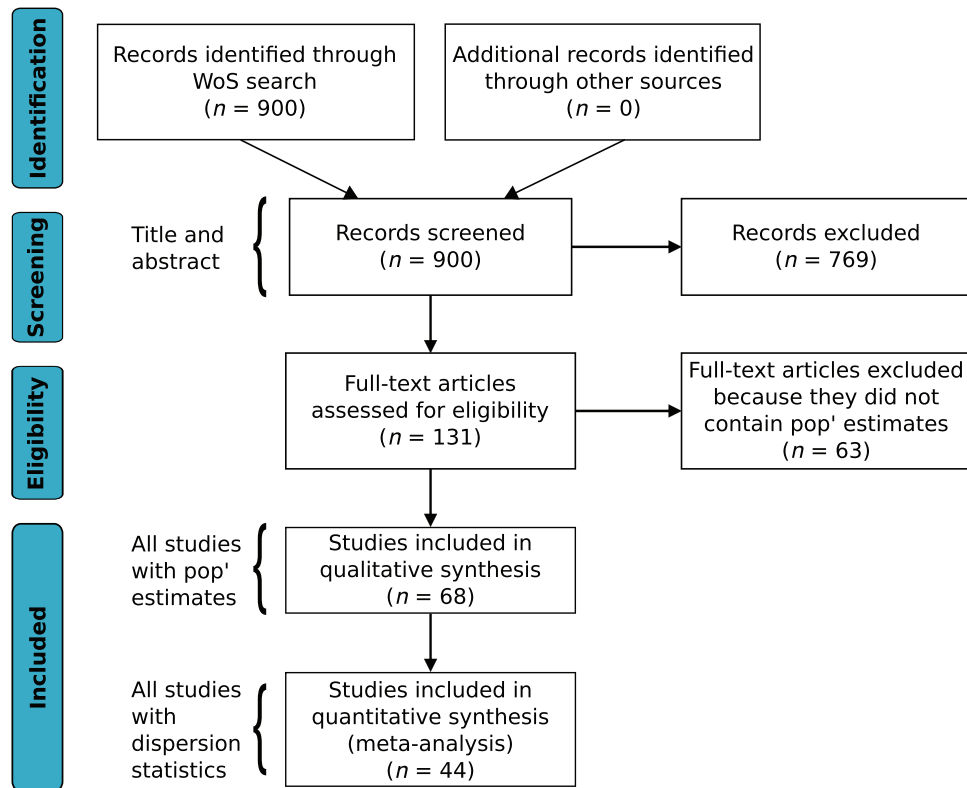 Identification
Records identified through
WoS search
(n = 900)
Additional records identified
through other sources
(n = 0)
Screening
Title and
abstract
Records screened
(n = 900)
Records excluded
(n = 769)
Eligibility
Full-text articles
assessed for eligibility
(n = 131)
Full-text articles excluded
because they did not
contain pop' estimates
(n = 63)
Included
All studies
with pop'
estimates
Studies included in
qualitative synthesis
(n = 68)
All studies
with
dispersion
statistics
Studies included in
quantitative synthesis
(meta-analysis)
(n = 44)